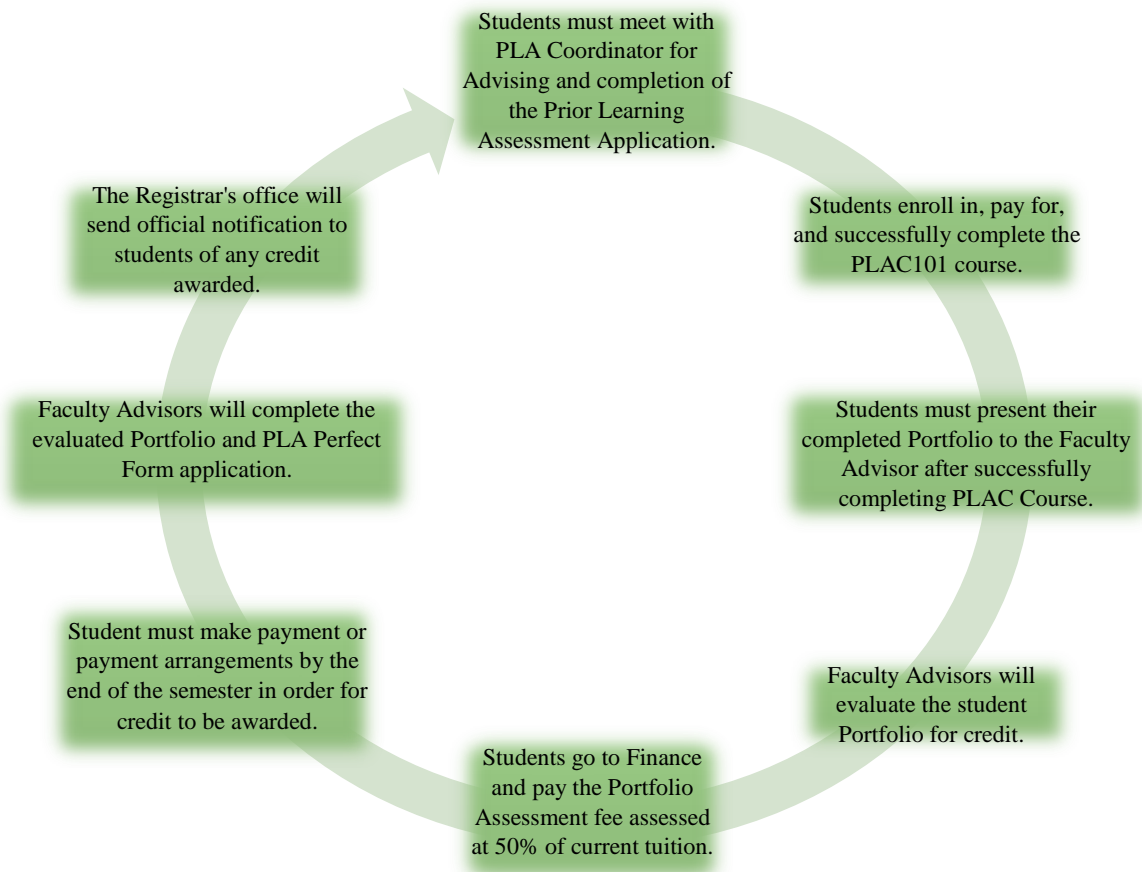 Students must meet with
PLA Coordinator for
Advising and completion of
the Prior Learning
Assessment Application.
Students enroll in, pay for,
and successfully complete the
PLAC101 course.
Students must present their
completed Portfolio to the Faculty
Advisor after successfully
completing PLAC Course.
Faculty Advisors will
evaluate the student
Portfolio for credit.
Students go to Finance
and pay the Portfolio
Assessment fee assessed
at 50% of current tuition.
Student must make payment or
payment arrangements by the
end of the semester in order for
credit to be awarded.
Faculty Advisors will complete the
evaluated Portfolio and PLA Perfect
Form application.
The Registrar's office will
send official notification to
students of any credit
awarded.